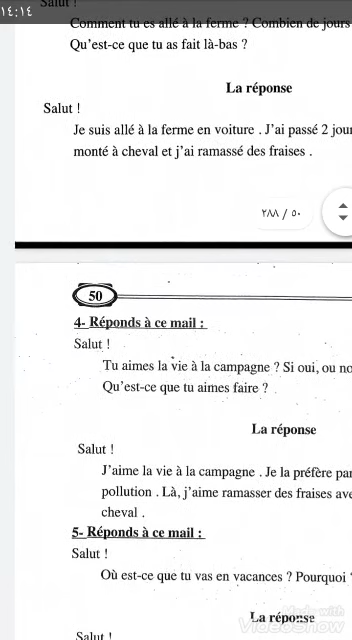 Salut !
١٤:١٤
Comment tu es allé à la ferme ? Combien de jours
Qu'est-ce que tu as fait là-bas ?
La réponse
Salut !
Je suis allé à la ferme en voiture . J'ai passé 2 jour
monté à cheval et j'ai ramassé des fraises .
٢٨٨ / ٥٠
50
4- Réponds à ce mail :
Salut !
Tu aimes la vie à la campagne ? Si oui, ou no
Qu'est-ce que tu aimes faire ?
La réponse
Salut !
J'aime la vie à la campagne . Je la préfère par
pollution . Là, j'aime ramasser des fraises ave
cheval .
5- Réponds à ce mail :
Salut !
Où est-ce que tu vas en vacances ? Pourquoi
La réponse
Made with
VideoShow
Salut !